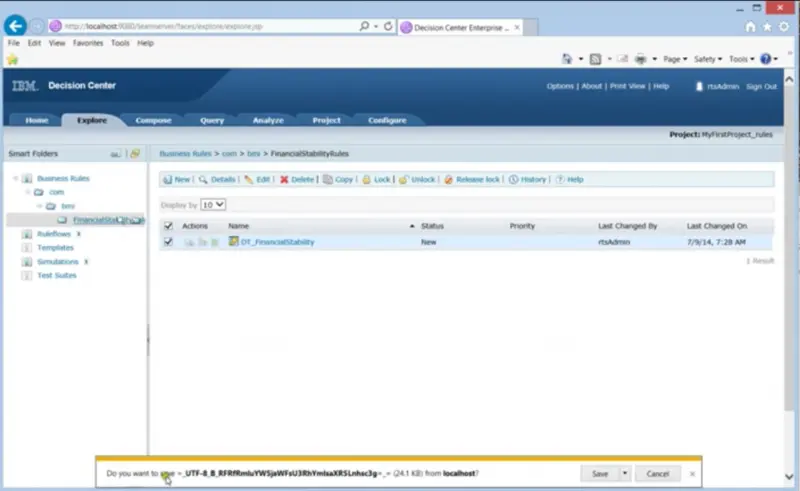 http://localhost:9080/teamserver/faces/explore/explore.jsp
Decision Center Enterprise ...
File Edit View Favorites Tools Help
Page Safety Tools
IBM. Decision Center
Options | About | Print View | Help rtsAdmin Sign Out
Home Explore Compose Query Analyze Project Configure
Project: MyFirstProject_rules
Smart Folders
Business Rules > com > bmv > FinancialStabilityRules
Business Rules
com
bmv
Ruleflows
Templates
Simulations
Test Suites
New | Details | Edit | Delete | Copy | Lock | Unlock | Release lock | History | Help
Display by 10
Actions Name Status Priority Last Changed By Last Changed On
DT_FinancialStability New rtsAdmin 7/9/14, 7:28 AM
1 Result
Do you want to save (24.1 KB) from localhost? Save Cancel